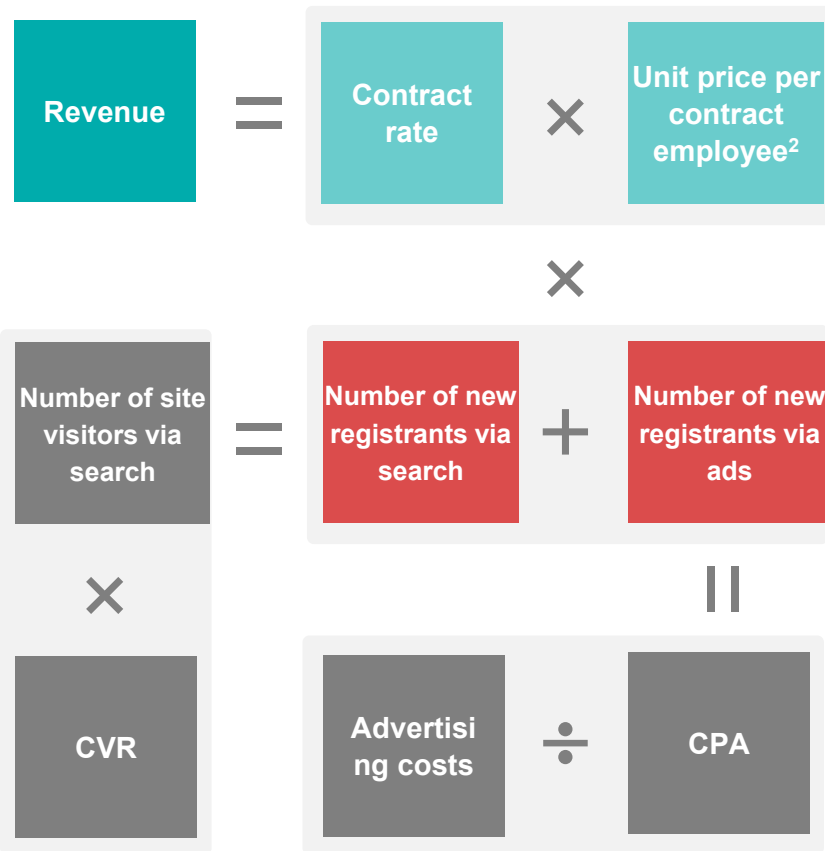 Revenue
=
Contract
rate
×
Unit price per
contract
employee²
×
Number of site
visitors via
search
=
Number of new
registrants via
search
+
Number of new
registrants via
ads
×
=
CVR
Advertisi
ng costs
÷
CPA